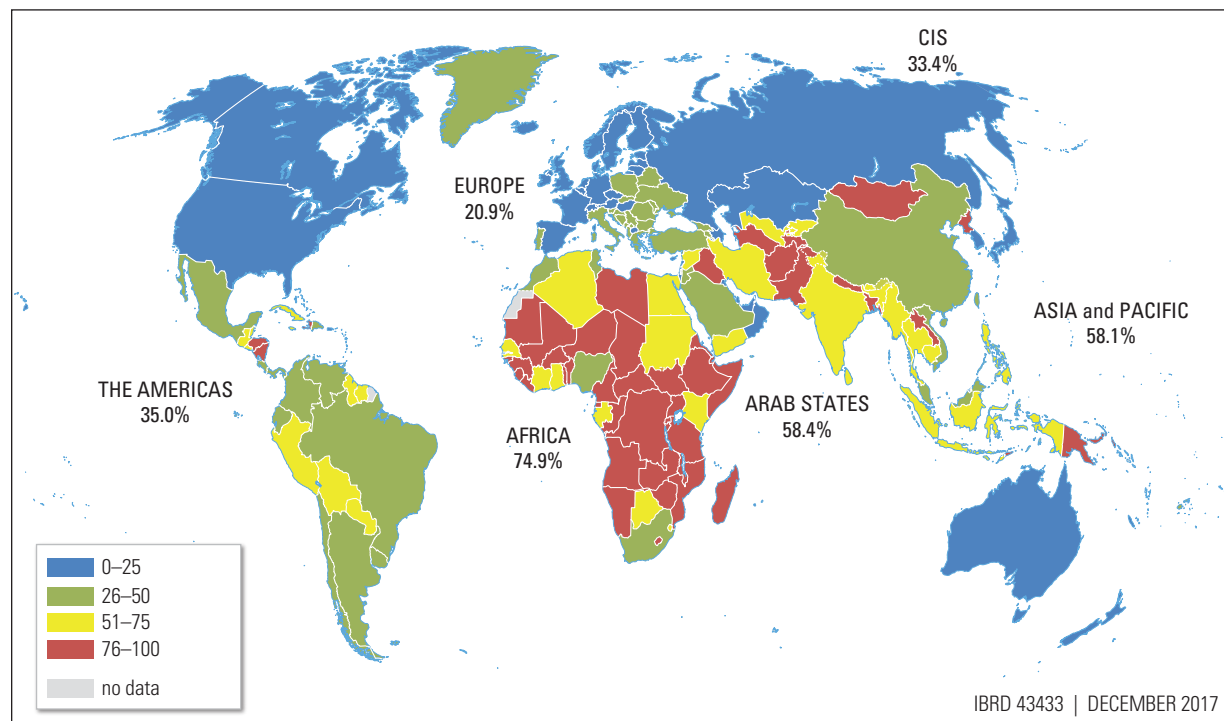 CIS
33.4%
EUROPE
20.9%
ASIA and PACIFIC
58.1%
THE AMERICAS
35.0%
ARAB STATES
58.4%
AFRICA
74.9%
0–25
26–50
51–75
76–100
no data
IBRD 43433 | DECEMBER 2017